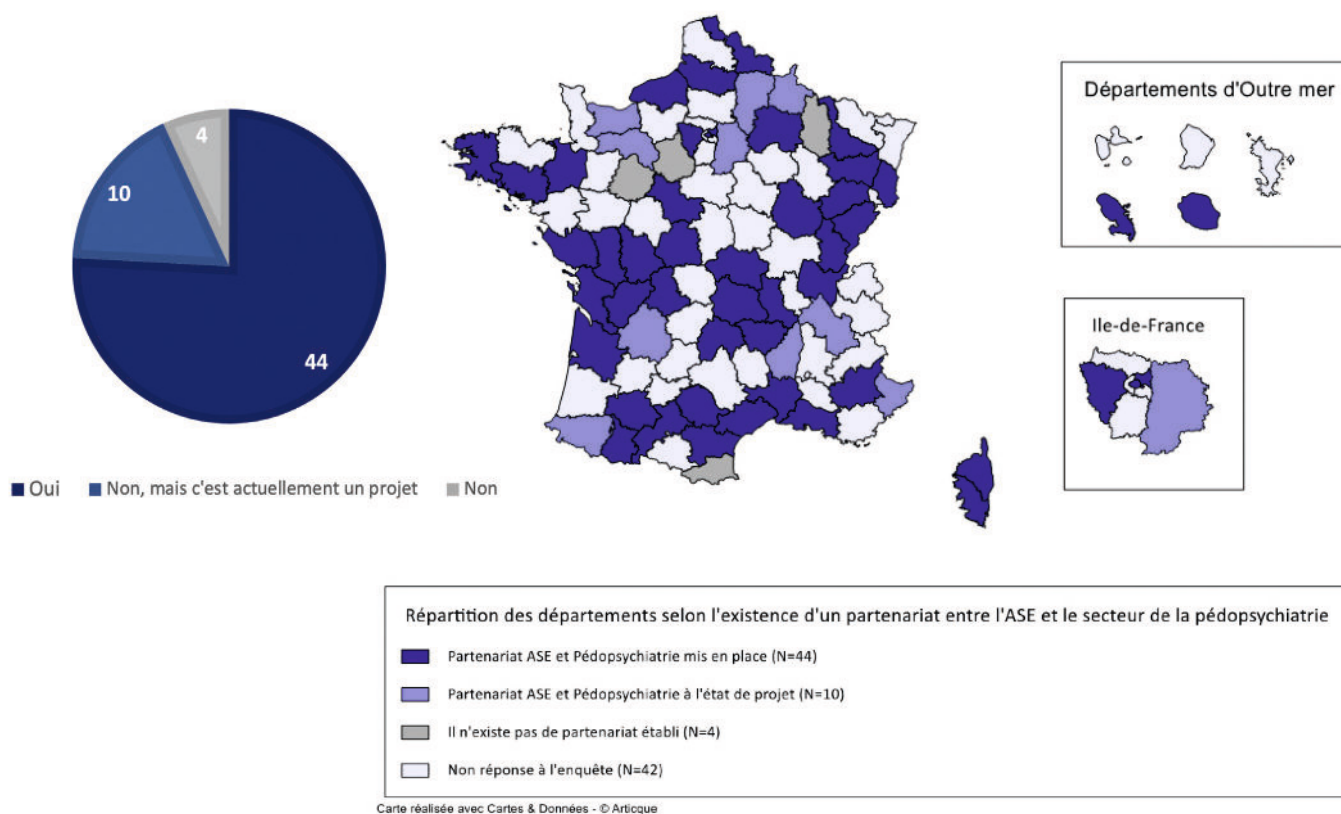 4
10
44
Oui
Non, mais c'est actuellement un projet
Non
Départements d'Outre mer
Ile-de-France
Répartition des départements selon l'existence d'un partenariat entre l'ASE et le secteur de la pédopsychiatrie
Partenariat ASE et Pédopsychiatrie mis en place (N=44)
Partenariat ASE et Pédopsychiatrie à l'état de projet (N=10)
Il n'existe pas de partenariat établi (N=4)
Non réponse à l'enquête (N=42)
Carte réalisée avec Cartes & Données - © Articque